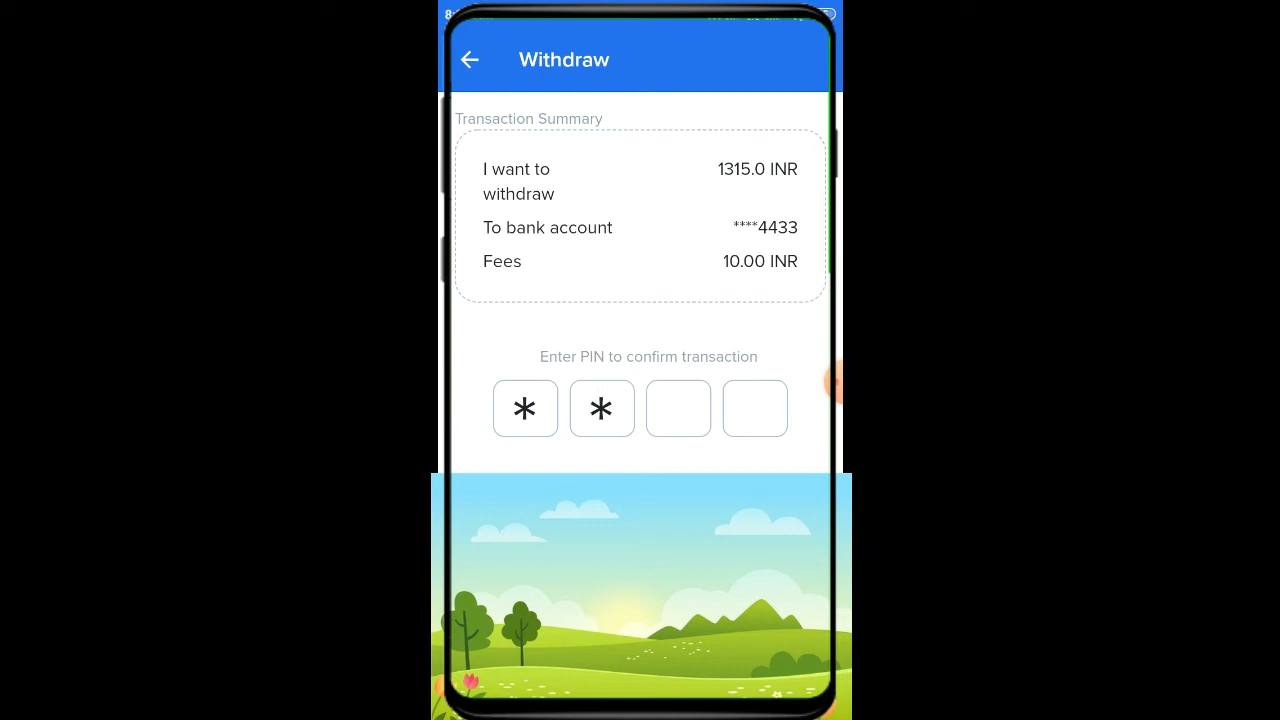 Withdraw
Transaction Summary
I want to withdraw 1315.0 INR
To bank account ****4433
Fees 10.00 INR
Enter PIN to confirm transaction
* *